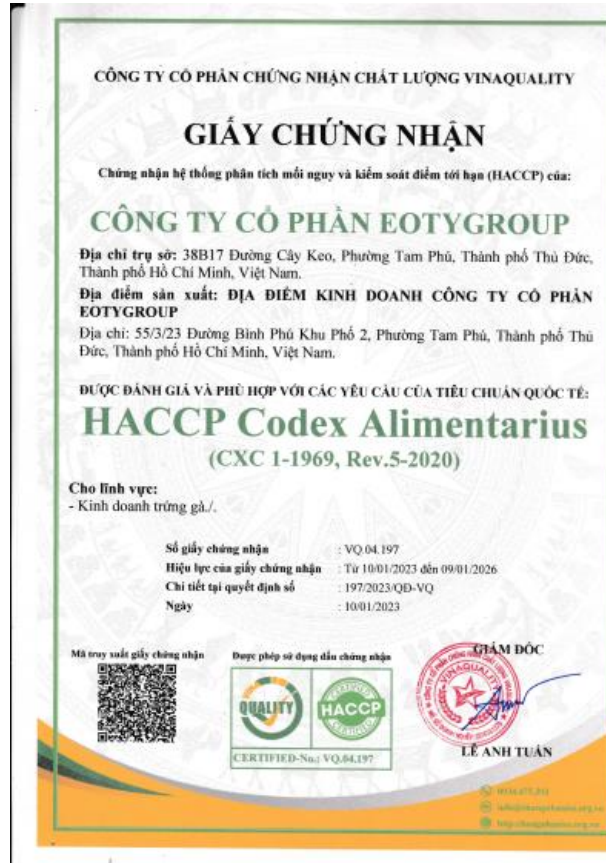 CÔNG TY CỔ PHẦN CHỨNG NHẬN CHẤT LƯỢNG VINAQUALITY
GIẤY CHỨNG NHẬN
Chứng nhận hệ thống phân tích mối nguy và kiểm soát điểm tới hạn (HACCP) của:
CÔNG TY CỔ PHẦN EOTYGROUP
Địa chỉ trụ sở: 38B17 Đường Cây Keo, Phường Tam Phú, Thành phố Thủ Đức,
Thành phố Hồ Chí Minh, Việt Nam.
Địa điểm sản xuất: ĐỊA ĐIỂM KINH DOANH CÔNG TY CỔ PHẦN
EOTYGROUP
Địa chỉ: 55/3/23 Đường Bình Phú Khu Phố 2, Phường Tam Phú, Thành phố Thủ
Đức, Thành phố Hồ Chí Minh, Việt Nam.
ĐƯỢC ĐÁNH GIÁ VÀ PHÙ HỢP VỚI CÁC YÊU CẦU CỦA TIÊU CHUẨN QUỐC TẾ:
HACCP Codex Alimentarius
(CXC 1-1969, Rev.5-2020)
Cho lĩnh vực:
- Kinh doanh trứng gà./.
Số giấy chứng nhận : VQ.04.197
Hiệu lực của giấy chứng nhận : Từ 10/01/2023 đến 09/01/2026
Chi tiết tại quyết định số : 197/2023/QĐ-VQ
Ngày : 10/01/2023
Mã truy xuất giấy chứng nhận
Được phép sử dụng dấu chứng nhận
GIÁM ĐỐC
QUALITY
CERTIFIED
HACCP
CERTIFIED
VINAQUALITY
CERTIFIED-No.: VQ.04.197
LÊ ANH TUẤN